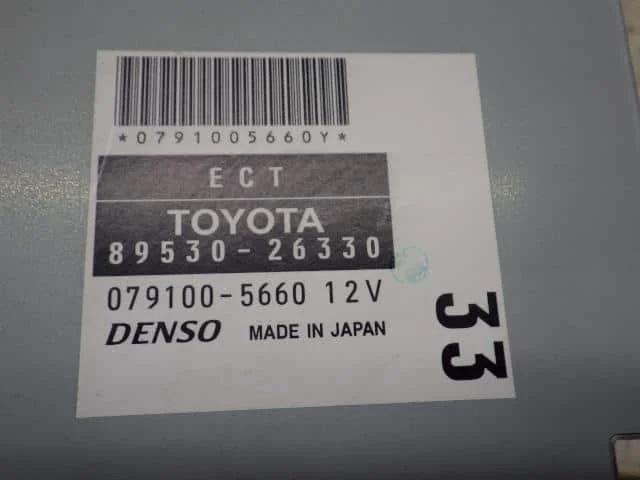 *0791005660Y*
ECT
TOYOTA
89530-26330
079100-5660 12V
DENSO MADE IN JAPAN
33